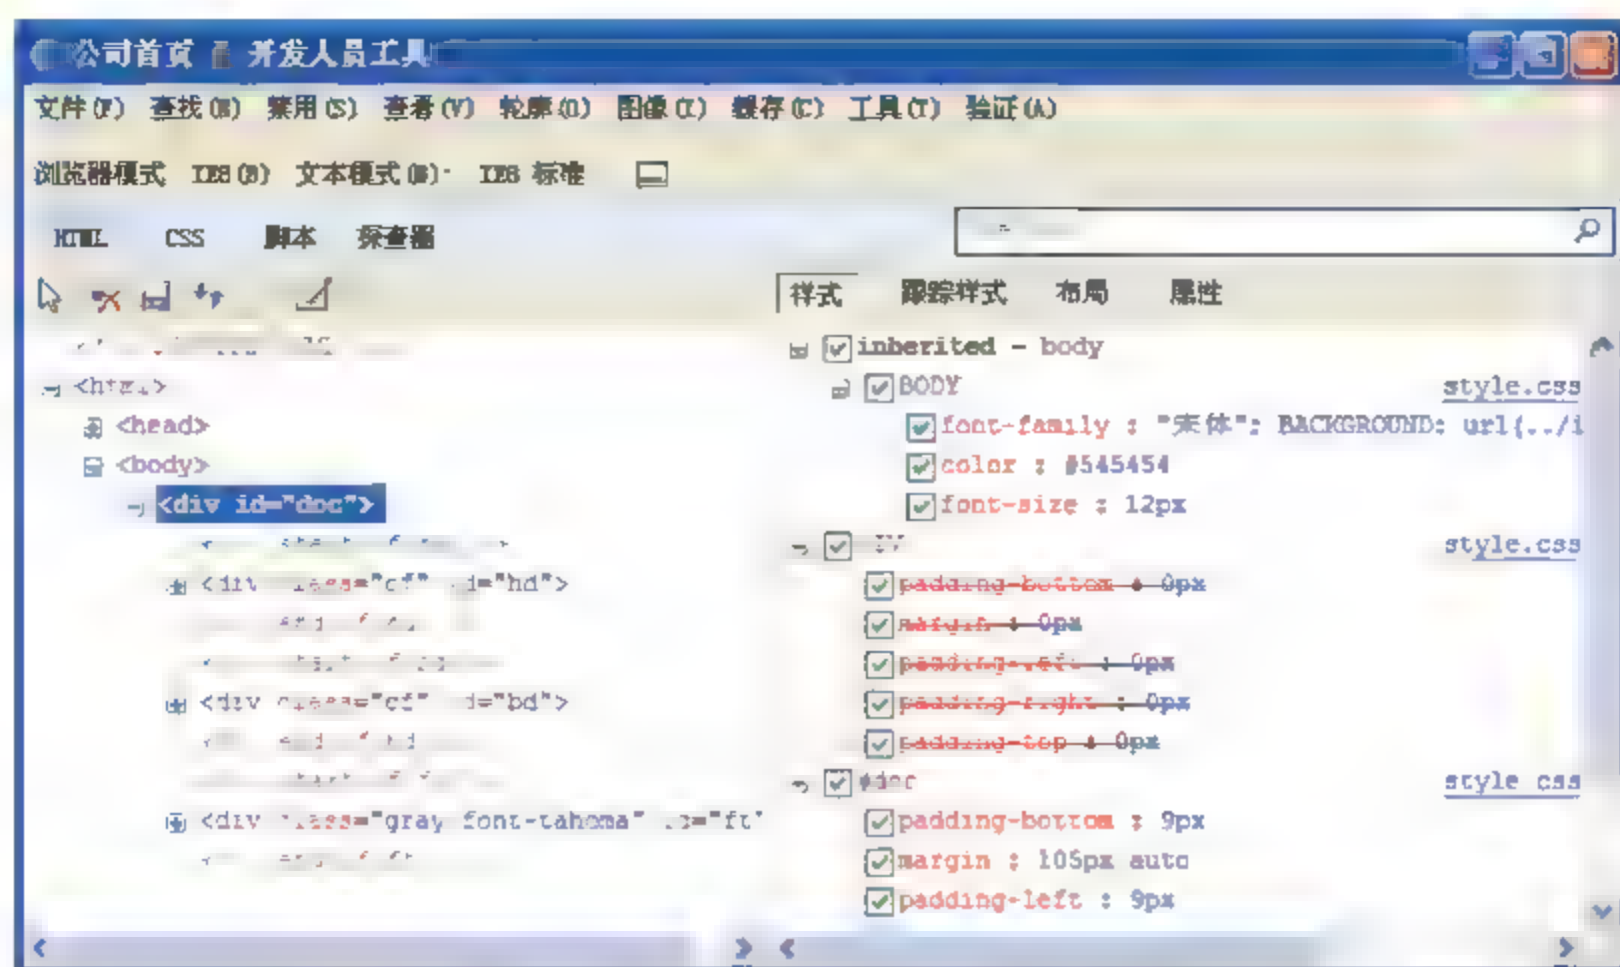 公司首页 开发人员工具
文件(F) 查找(N) 禁用(S) 查看(V) 轮廓(O) 图像(I) 缓存(C) 工具(T) 验证(A)
浏览器模式 IE8(B) 文本模式(M): IE8 标准
HTML CSS 脚本 探查器
样式 跟踪样式 布局 属性
inherited - body
<html>
BODY style.css
<head>
font-family : "宋体"; BACKGROUND: url(../i
<body>
color : #545454
<div id="doc">
font-size : 12px
style.css
<div class="cf" id="hd">
padding-bottom : 0px
margin : 0px
padding-left : 0px
<div class="cf" id="bd">
padding-right : 0px
padding-top : 0px
#doc style.css
<div class="gray font-tahoma" id="ft"
padding-bottom : 9px
margin : 105px auto
padding-left : 9px